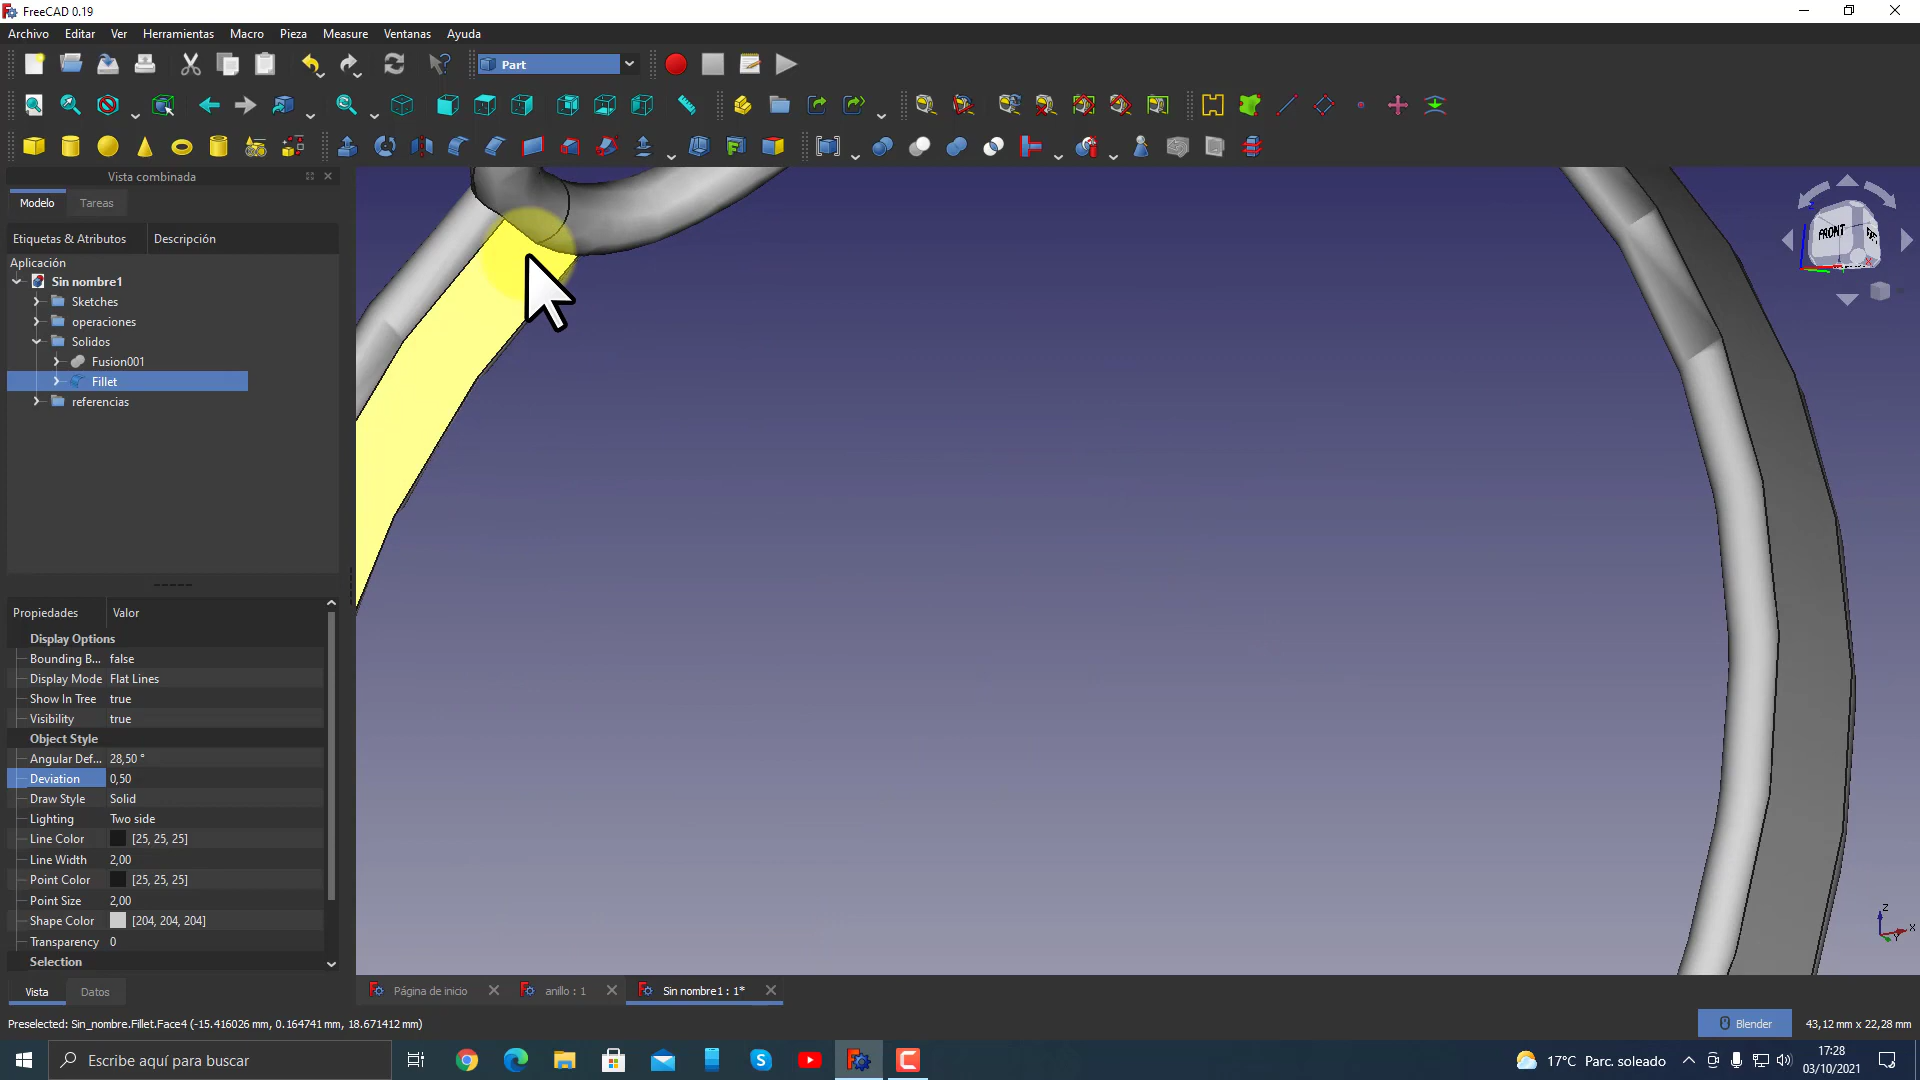 FreeCAD 0.19
Archivo Editar Ver Herramientas Macro Pieza Measure Ventanas Ayuda
Part
Vista combinada
Modelo Tareas
Etiquetas & Atributos Descripción
Aplicación
Sin nombre1
Sketches
operaciones
Solidos
Fusion001
Fillet
referencias
FRONT
Z
X
Propiedades Valor
Display Options
Bounding B... false
Display Mode Flat Lines
Show In Tree true
Visibility true
Object Style
Angular Def... 28,50 °
Deviation 0,50
Draw Style Solid
Lighting Two side
Line Color [25, 25, 25]
Line Width 2,00
Point Color [25, 25, 25]
Point Size 2,00
Shape Color [204, 204, 204]
Transparency 0
Selection
Z
X
Y
Vista Datos
Página de inicio anillo : 1 Sin nombre1 : 1*
Preselected: Sin_nombre.Fillet.Face4 (-15.416026 mm, 0.164741 mm, 18.671412 mm)
Blender 43,12 mm x 22,28 mm
Escribe aquí para buscar
17°C Parc. soleado
17:28
03/10/2021